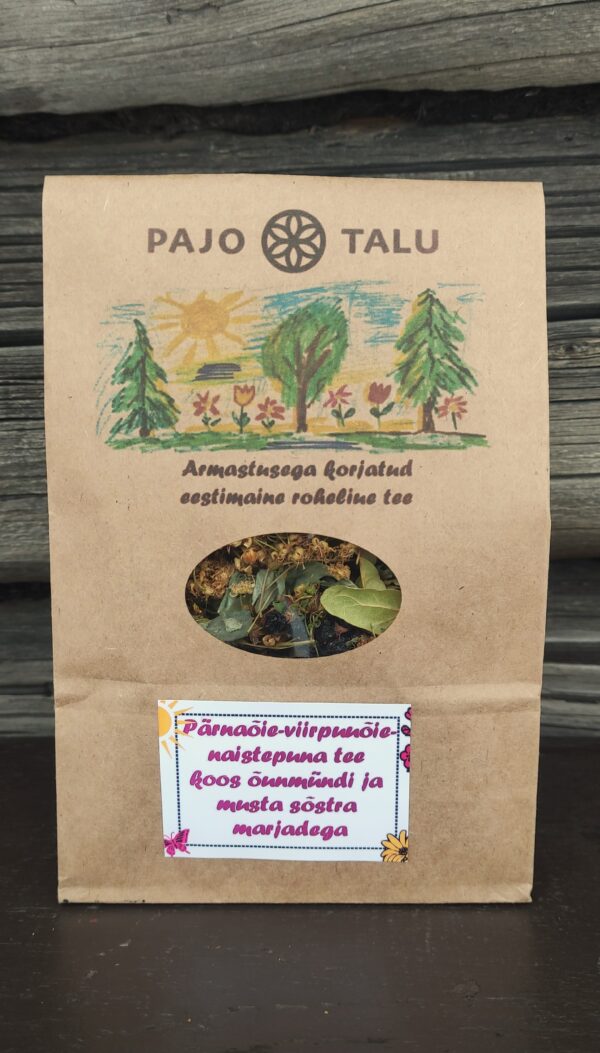 PAJO TALU
Armastusega korjatud
eestimaine roheline tee
Pärnaõie-viirpuuõie-
naistepuna tee
koos õunmündi ja
musta sõstra
marjadega